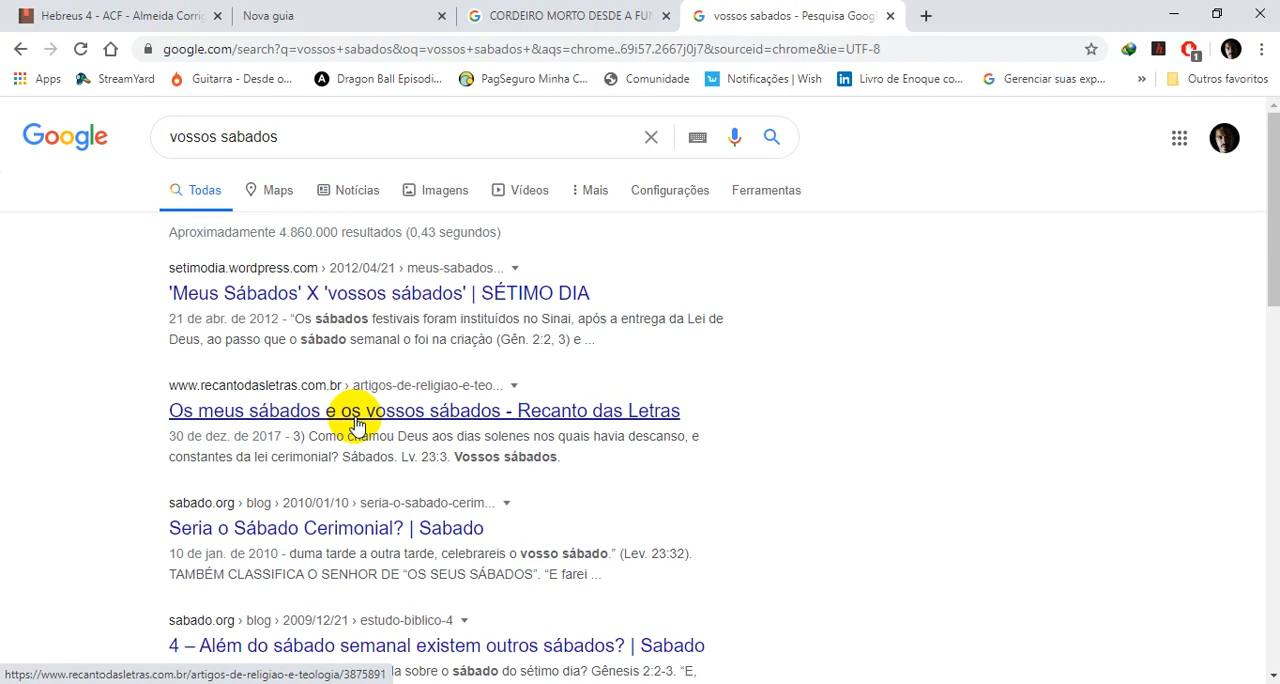 Hebreus 4 - ACF - Almeida Corrig
Nova guia
CORDEIRO MORTO DESDE A FUN
vossos sabados - Pesquisa Goog
google.com/search?q=vossos+sabados&oq=vossos+sabados+&aqs=chrome..69i57.2667j0j7&sourceid=chrome&ie=UTF-8
1
Apps
StreamYard
Guitarra - Desde o...
Dragon Ball Episodi...
PagSeguro Minha C...
Comunidade
Notificações | Wish
Livro de Enoque co...
Gerenciar suas exp...
»
Outros favoritos
Google
vossos sabados
Todas
Maps
Notícias
Imagens
Vídeos
Mais
Configurações
Ferramentas
Aproximadamente 4.860.000 resultados (0,43 segundos)
setimodia.wordpress.com › 2012/04/21 › meus-sabados...
'Meus Sábados' X 'vossos sábados' | SÉTIMO DIA
21 de abr. de 2012 - “Os sábados festivais foram instituídos no Sinai, após a entrega da Lei de
Deus, ao passo que o sábado semanal o foi na criaçào (Gên. 2:2, 3) e ...
www.recantodasletras.com.br › artigos-de-religiao-e-teo...
Os meus sábados e os vossos sábados - Recanto das Letras
30 de dez. de 2017 - 3) Como chamou Deus aos dias solenes nos quais havia descanso, e
constantes da lei cerimonial? Sábados. Lv. 23:3. Vossos sábados.
sabado.org › blog › 2010/01/10 › seria-o-sabado-cerim...
Seria o Sábado Cerimonial? | Sabado
10 de jan. de 2010 - duma tarde a outra tarde, celebrareis o vosso sábado.” (Lev. 23:32).
TAMBÉM CLASSIFICA O SENHOR DE “OS SEUS SÁBADOS”. “E farei ...
sabado.org › blog › 2009/12/21 › estudo-biblico-4
4 – Além do sábado semanal existem outros sábados? | Sabado
la sobre o sábado do sétimo dia? Gênesis 2:2-3. “E,
https://www.recantodasletras.com.br/artigos-de-religiao-e-teologia/3875891